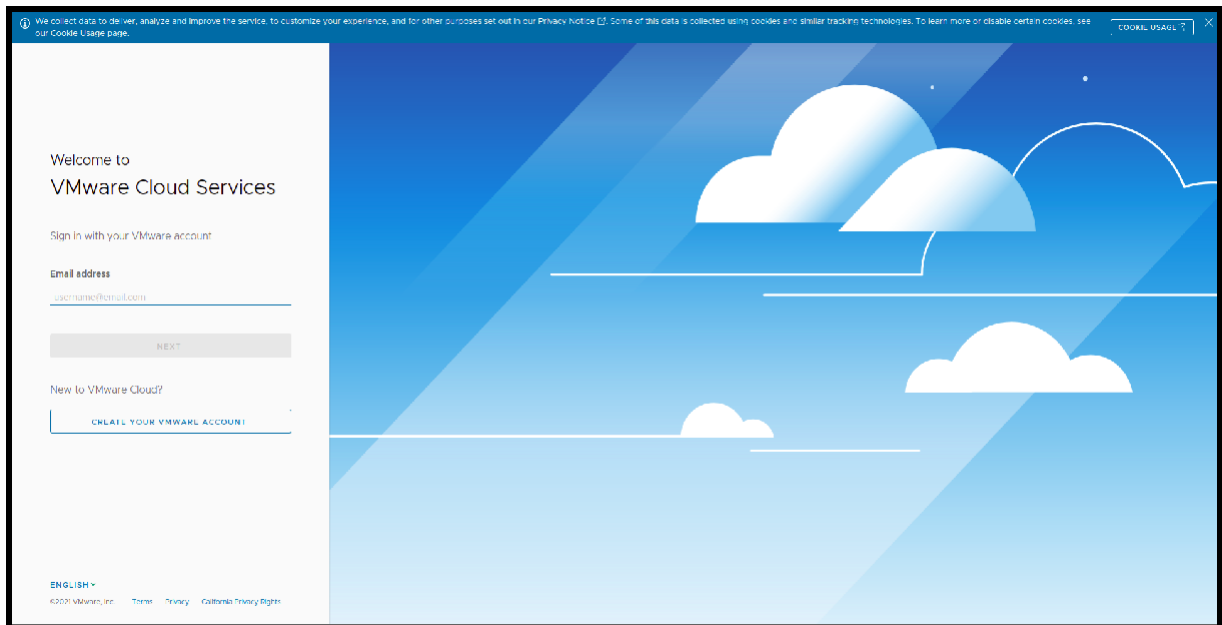 We collect data to deliver, analyze and improve the service, to customize your experience, and for other purposes set out in our Privacy Notice. Some of this data is collected using cookies and similar tracking technologies. To learn more or disable certain cookies, see
our Cookie Usage page.
COOKIE USAGE
Welcome to
VMware Cloud Services
Sign in with your VMware account
Email address
username@email.com
NEXT
New to VMware Cloud?
CREATE YOUR VMWARE ACCOUNT
ENGLISH
©2021 VMware, Inc. Terms Privacy California Privacy Rights